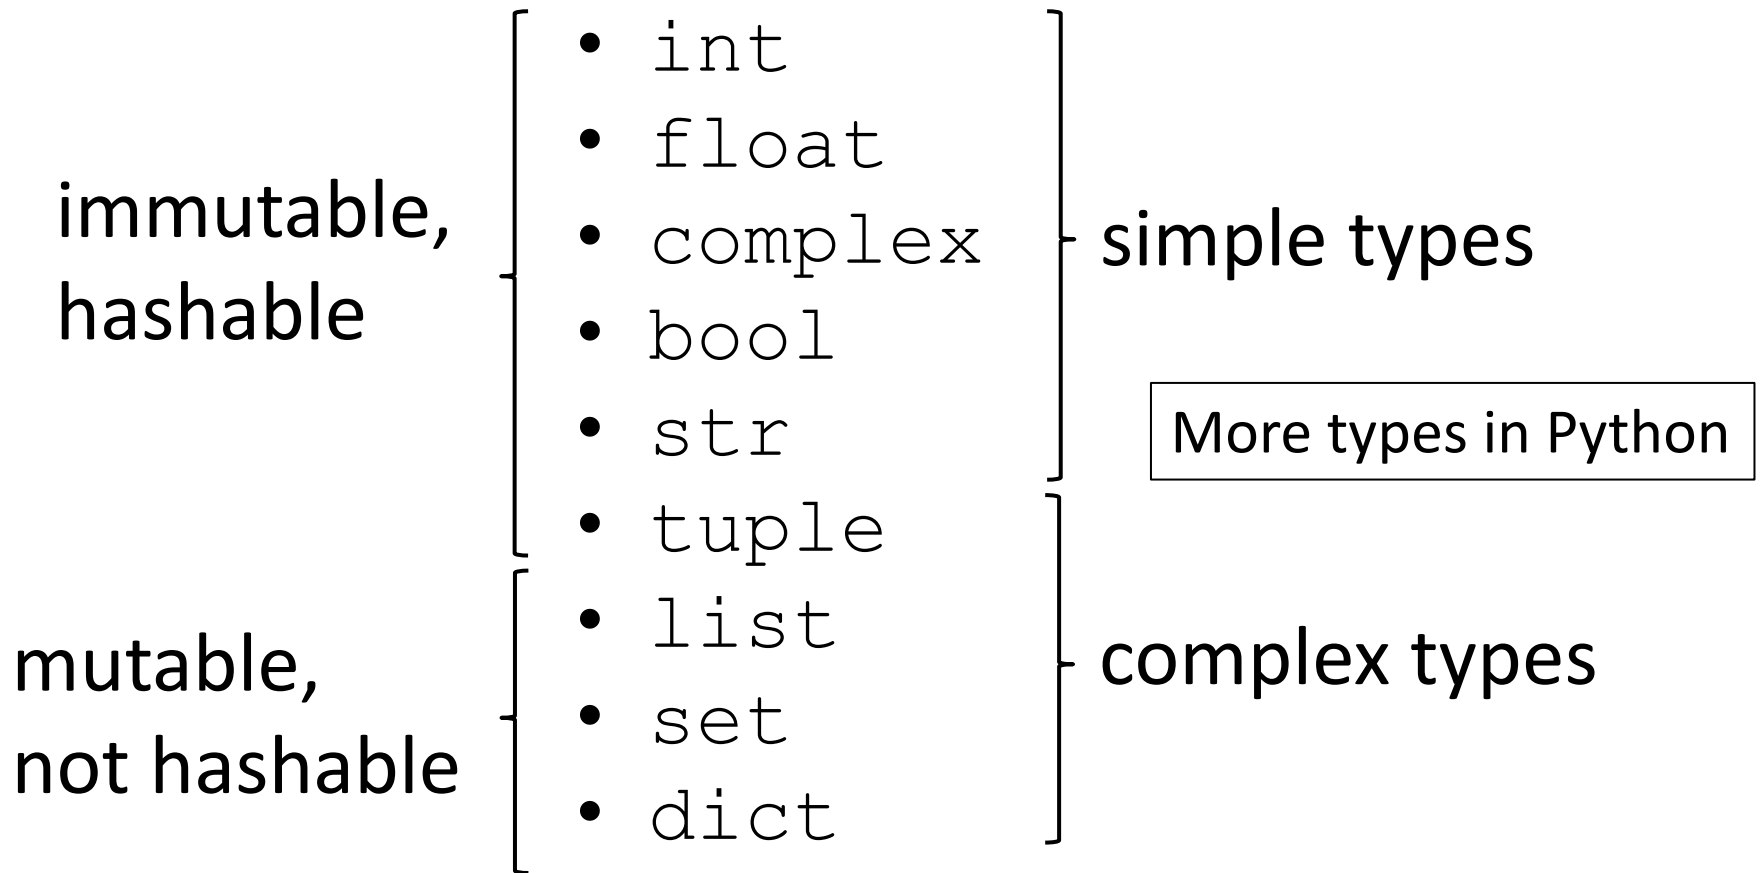 immutable,
hashable
mutable,
not hashable
• int
• float
• complex
• bool
• str
• tuple
• list
• set
• dict
simple types
More types in Python
complex types